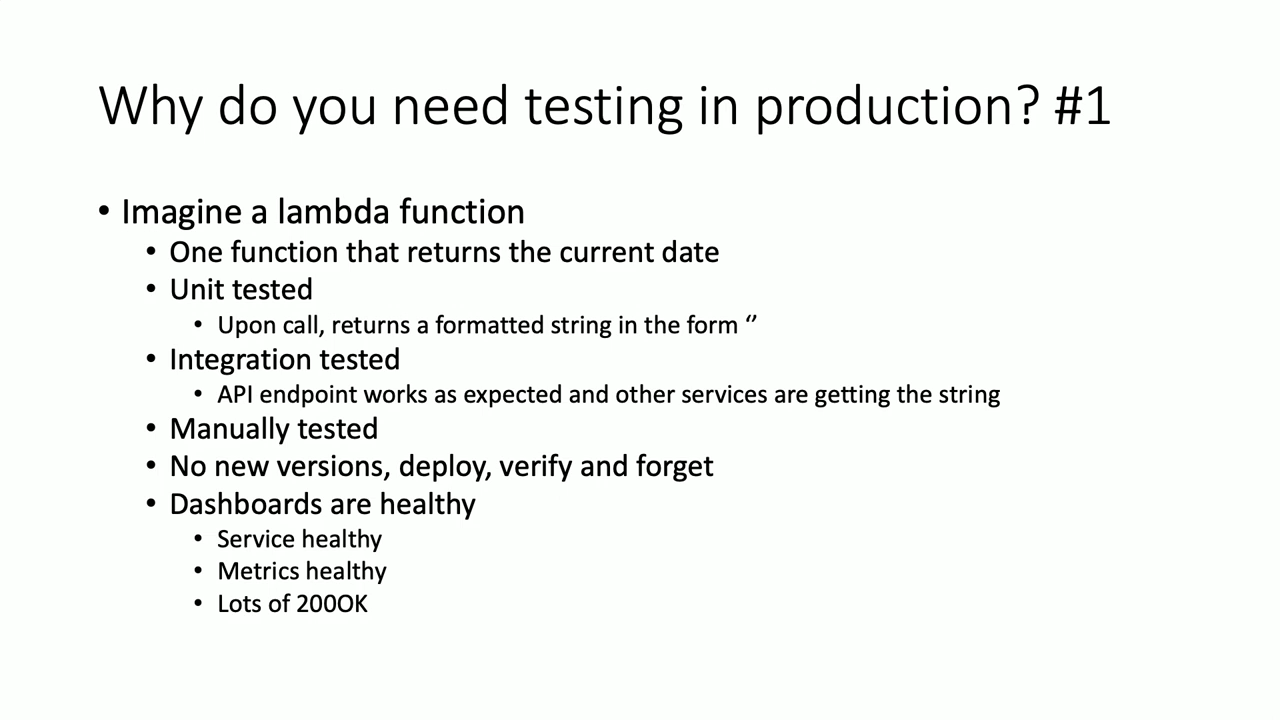 Why do you need testing in production? #1
• Imagine a lambda function
• One function that returns the current date
• Unit tested
• Upon call, returns a formatted string in the form ‘’
• Integration tested
• API endpoint works as expected and other services are getting the string
• Manually tested
• No new versions, deploy, verify and forget
• Dashboards are healthy
• Service healthy
• Metrics healthy
• Lots of 200OK